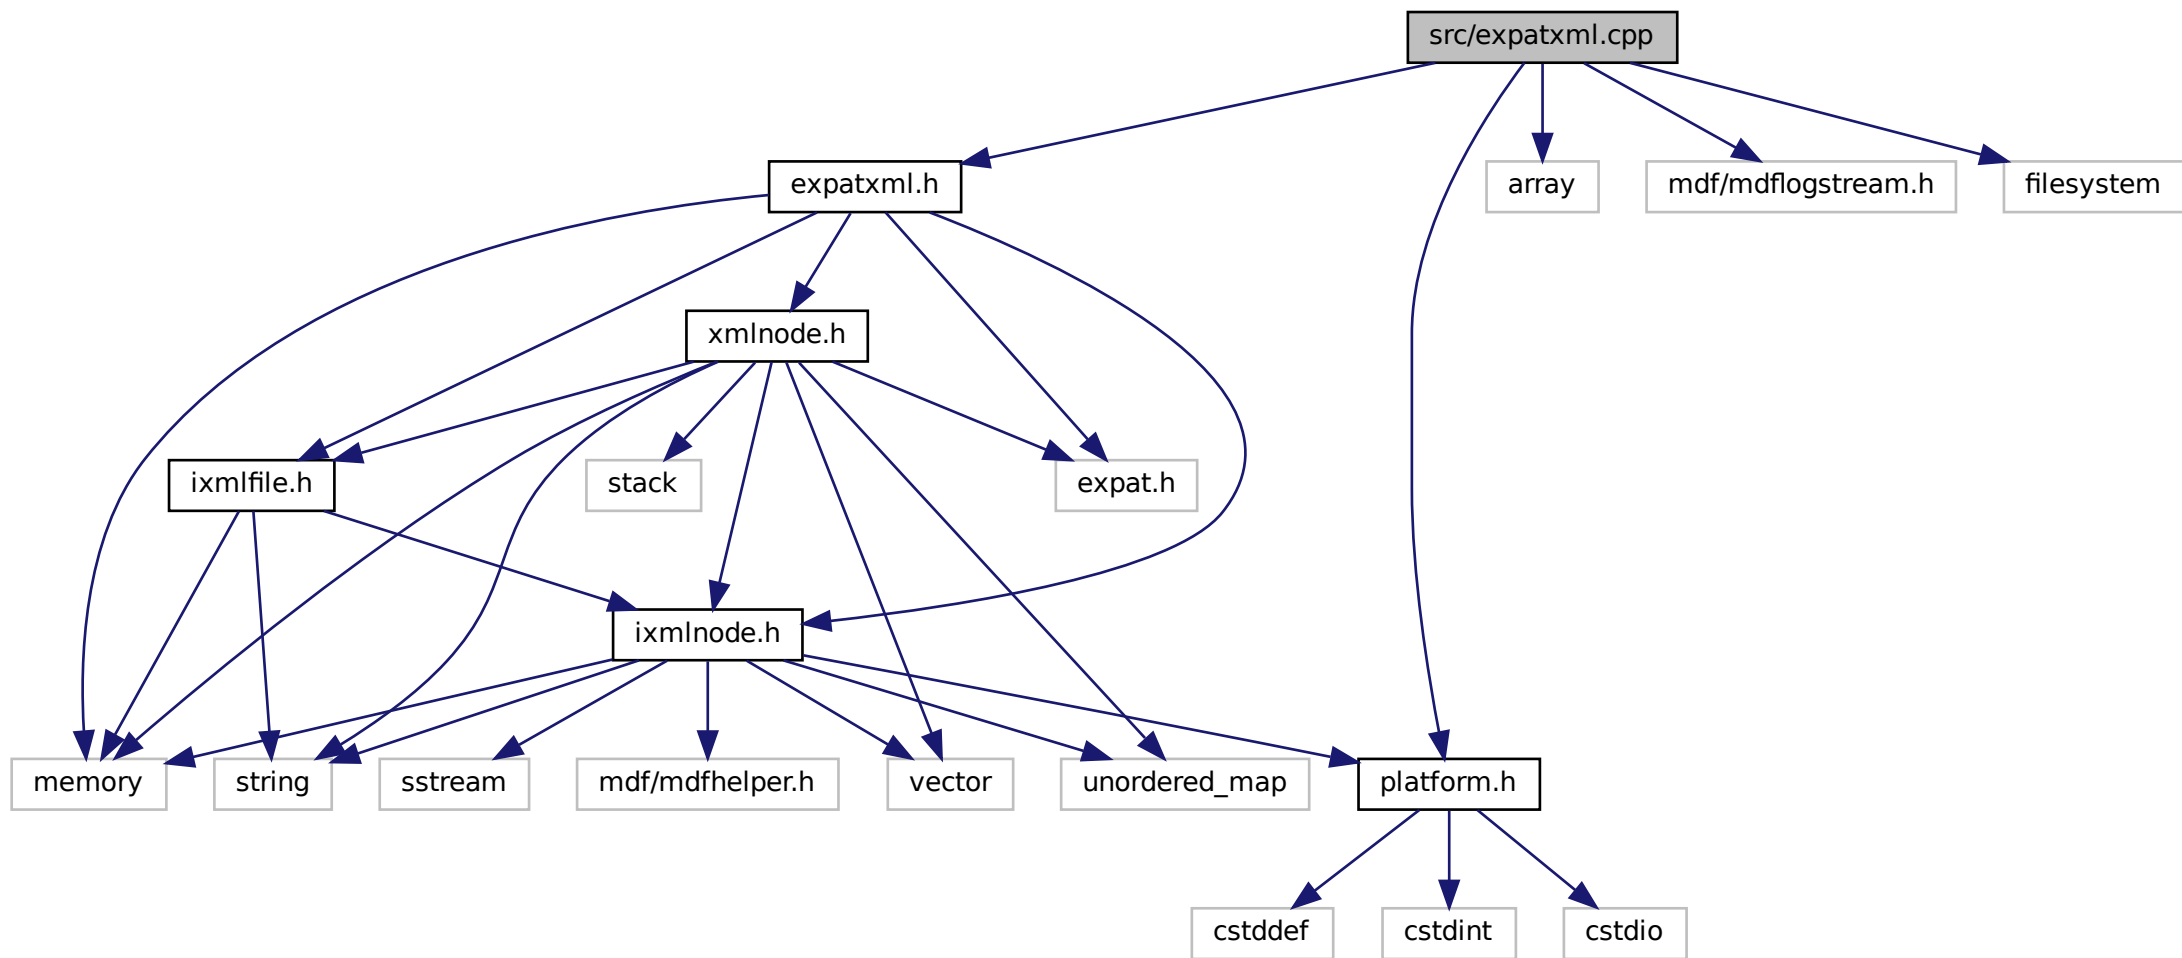 src/expatxml.cpp
expatxml.h
array
mdf/mdflogstream.h
filesystem
xmlnode.h
ixmlfile.h
stack
expat.h
ixmlnode.h
memory
string
sstream
mdf/mdfhelper.h
vector
unordered_map
platform.h
cstddef
cstdint
cstdio